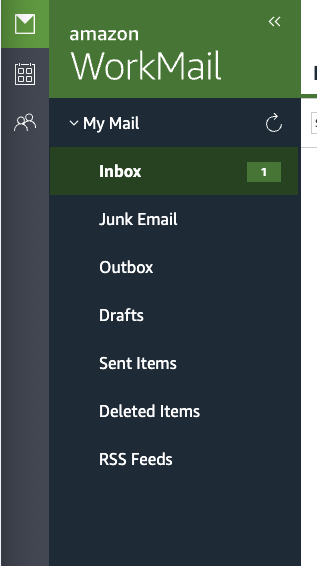 amazon
WorkMail
My Mail
Inbox 1
Junk Email
Outbox
Drafts
Sent Items
Deleted Items
RSS Feeds